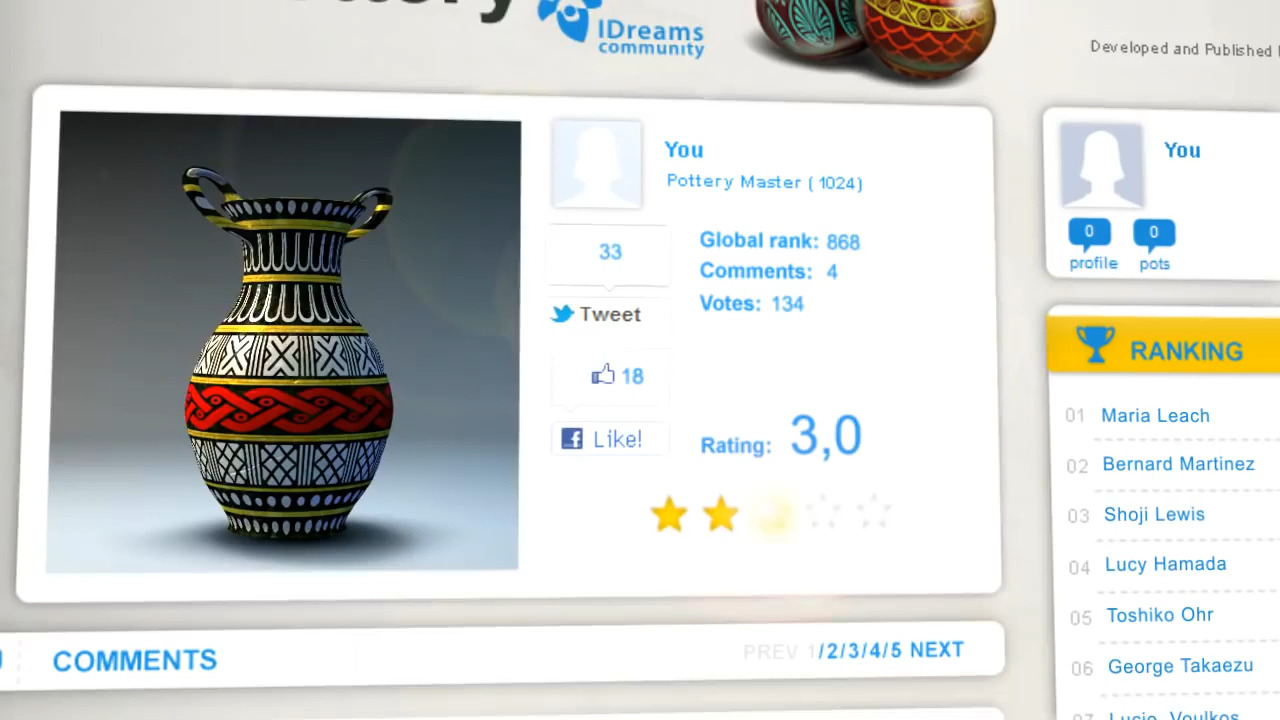 IDreams
community
Developed and Published
You
Pottery Master ( 1024)
33
Global rank: 868
Comments: 4
Votes: 134
Tweet
18
Like!
Rating: 3,0
You
0
0
profile
pots
RANKING
01 Maria Leach
02 Bernard Martinez
03 Shoji Lewis
04 Lucy Hamada
05 Toshiko Ohr
06 George Takaezu
COMMENTS
PREV 1/2/3/4/5 NEXT